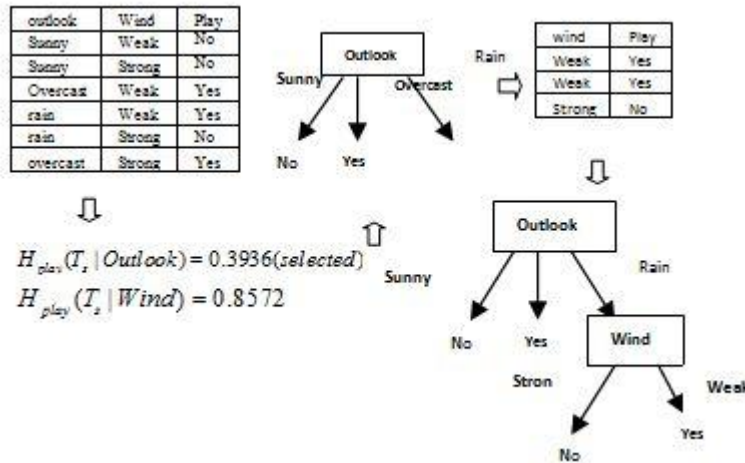 outlook Wind Play
Sunny Weak No
Sunny Strong No
Overcast Weak Yes
rain Weak Yes
rain Strong No
overcast Strong Yes
Outlook
Sunny
Overcast
Rain
No Yes
wind Play
Weak Yes
Weak Yes
Strong No
H_play(T_s | Outlook) = 0.3936(selected)
H_play(T_s | Wind) = 0.8572
Outlook
Sunny
Rain
No Yes
Wind
Stron
Weak
No
Yes